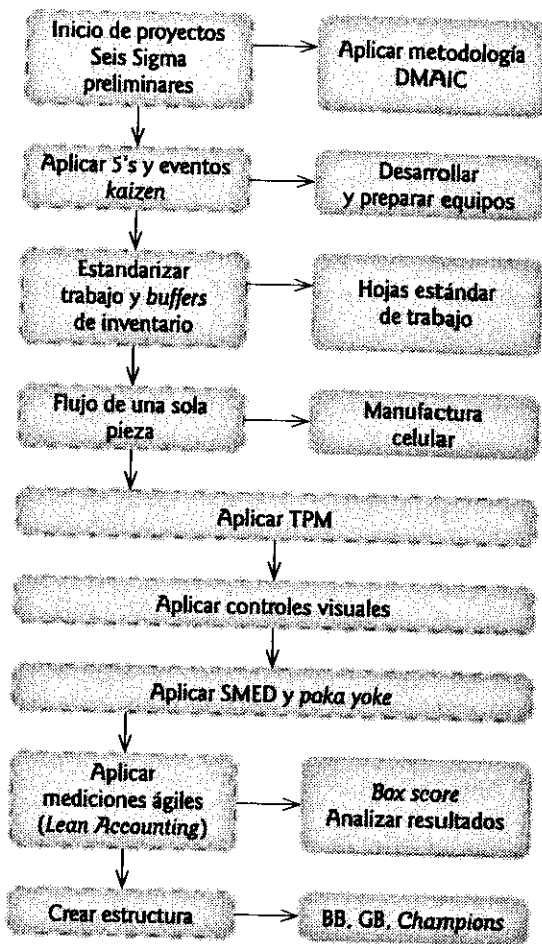 Inicio de proyectos
Seis Sigma
preliminares
Aplicar metodología
DMAIC
Aplicar 5's y eventos
kaizen
Desarrollar
y preparar equipos
Estandarizar
trabajo y buffers
de inventario
Hojas estándar
de trabajo
Flujo de una sola
pieza
Manufactura
celular
Aplicar TPM
Aplicar controles visuales
Aplicar SMED y poka yoke
Aplicar
mediciones ágiles
(Lean Accounting)
Box score
Analizar resultados
Crear estructura
BB, GB, Champions